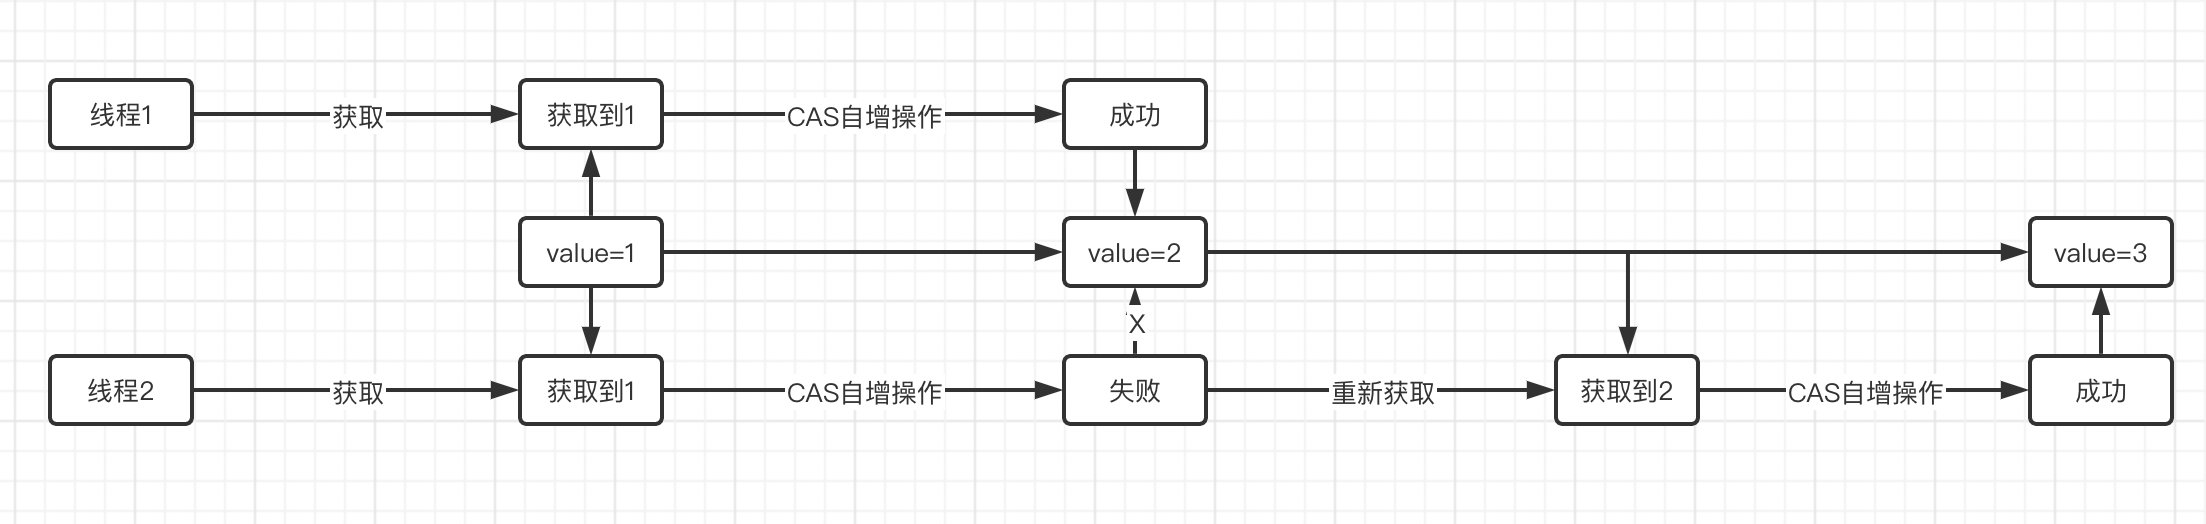 线程1
获取
获取到1
CAS自增操作
成功
value=1
value=2
value=3
X
线程2
获取
获取到1
CAS自增操作
失败
重新获取
获取到2
CAS自增操作
成功